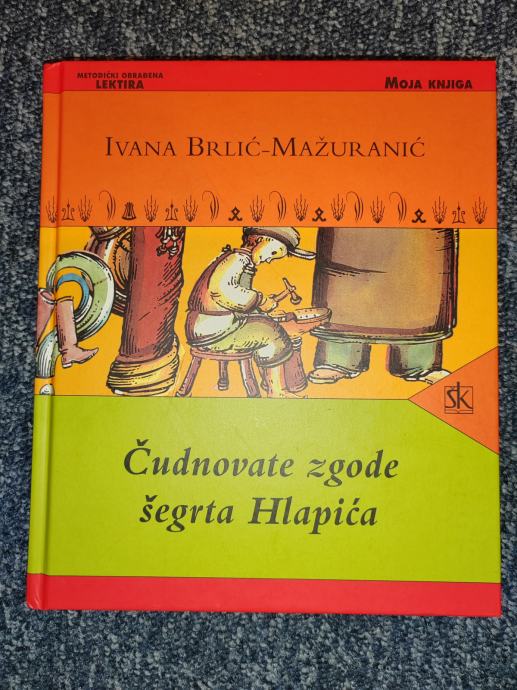 METODIČKI OBRAĐENA
LEKTIRA
MOJA KNJIGA
IVANA BRLIĆ-MAŽURANIĆ
ŠK
Čudnovate zgode
šegrta Hlapića